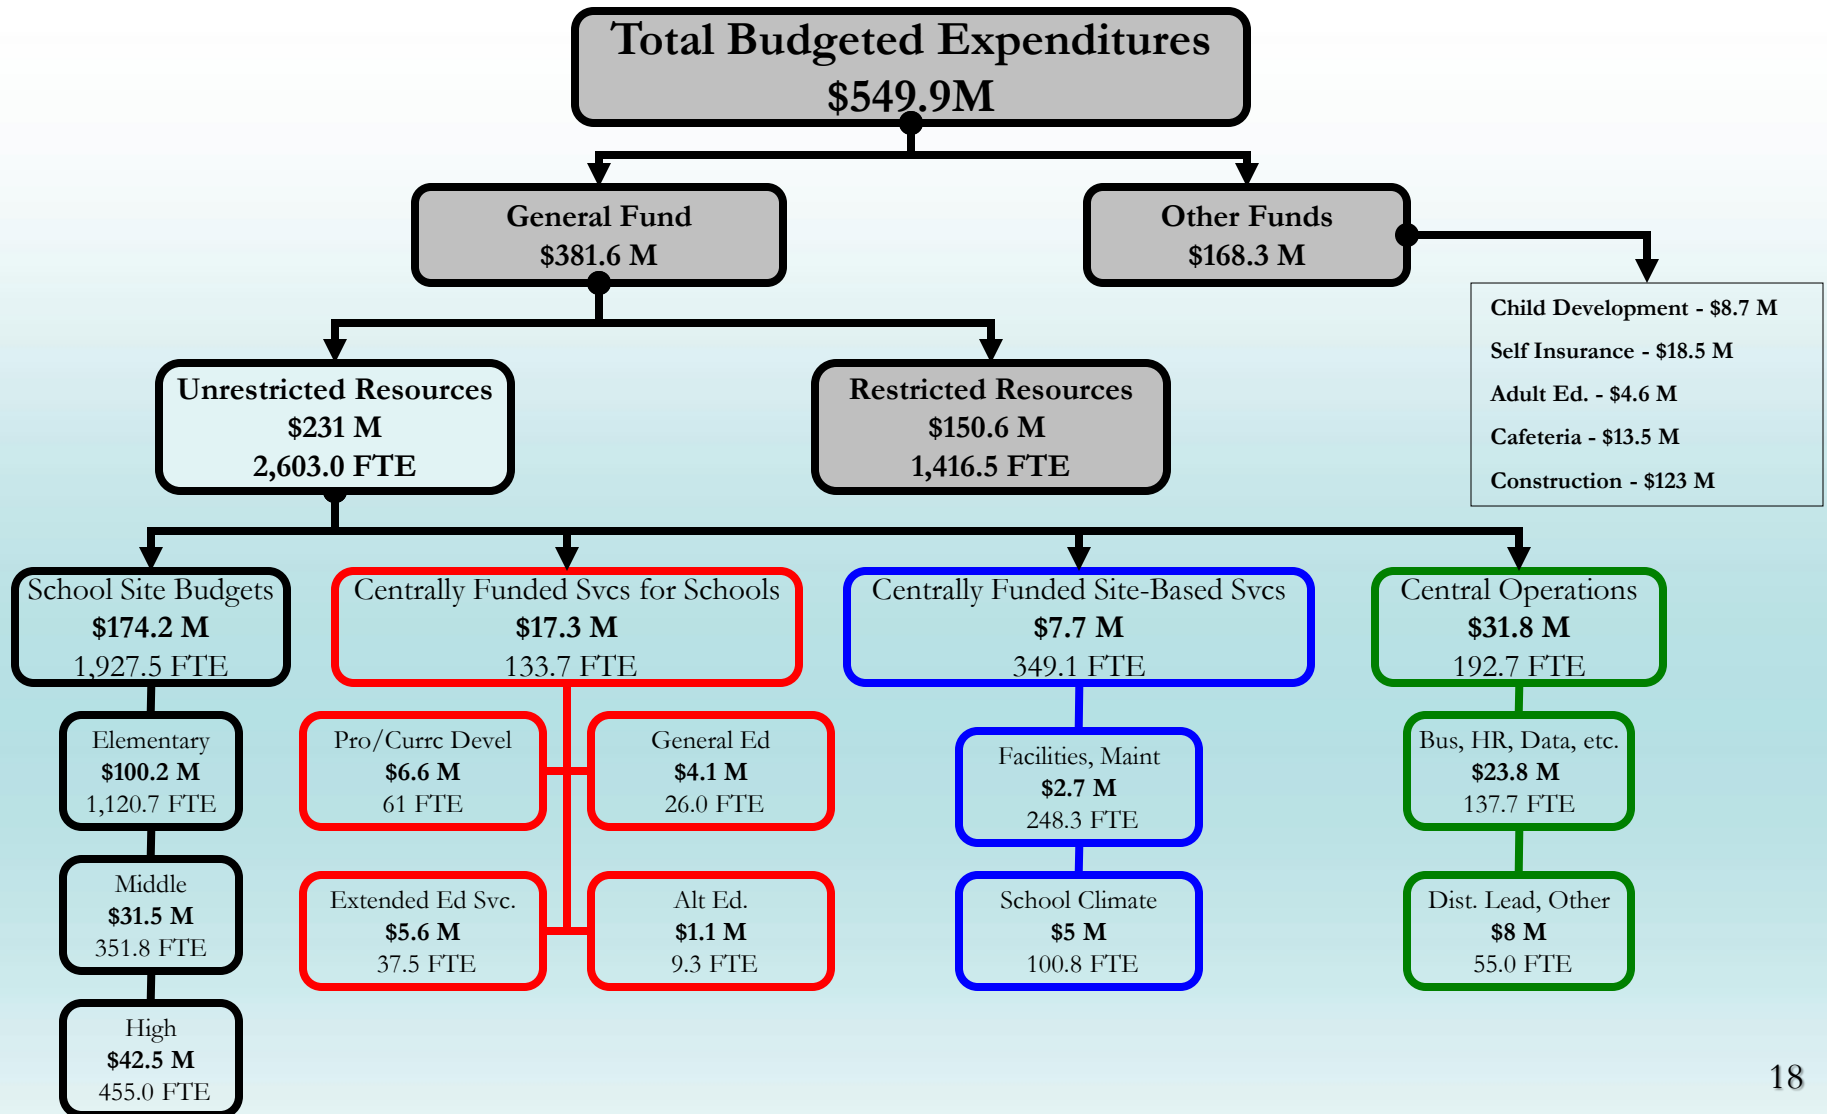 Total Budgeted Expenditures
$549.9M
General Fund
$381.6 M
Other Funds
$168.3 M
Child Development - $8.7 M
Self Insurance - $18.5 M
Adult Ed. - $4.6 M
Cafeteria - $13.5 M
Construction - $123 M
Unrestricted Resources
$231 M
2,603.0 FTE
Restricted Resources
$150.6 M
1,416.5 FTE
School Site Budgets
$174.2 M
1,927.5 FTE
Centrally Funded Svcs for Schools
$17.3 M
133.7 FTE
Centrally Funded Site-Based Svcs
$7.7 M
349.1 FTE
Central Operations
$31.8 M
192.7 FTE
Elementary
$100.2 M
1,120.7 FTE
Middle
$31.5 M
351.8 FTE
High
$42.5 M
455.0 FTE
Pro/Currc Devel
$6.6 M
61 FTE
General Ed
$4.1 M
26.0 FTE
Extended Ed Svc.
$5.6 M
37.5 FTE
Alt Ed.
$1.1 M
9.3 FTE
Facilities, Maint
$2.7 M
248.3 FTE
School Climate
$5 M
100.8 FTE
Bus, HR, Data, etc.
$23.8 M
137.7 FTE
Dist. Lead, Other
$8 M
55.0 FTE
18